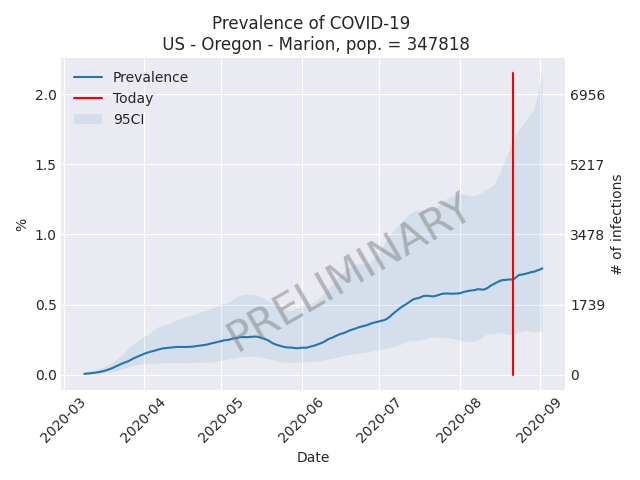 Prevalence of COVID-19
US - Oregon - Marion, pop. = 347818
Prevalence
Today
95CI
PRELIMINARY
%
2.0
1.5
1.0
0.5
0.0
6956
5217
3478
1739
0
# of infections
2020-03
2020-04
2020-05
2020-06
2020-07
2020-08
2020-09
Date